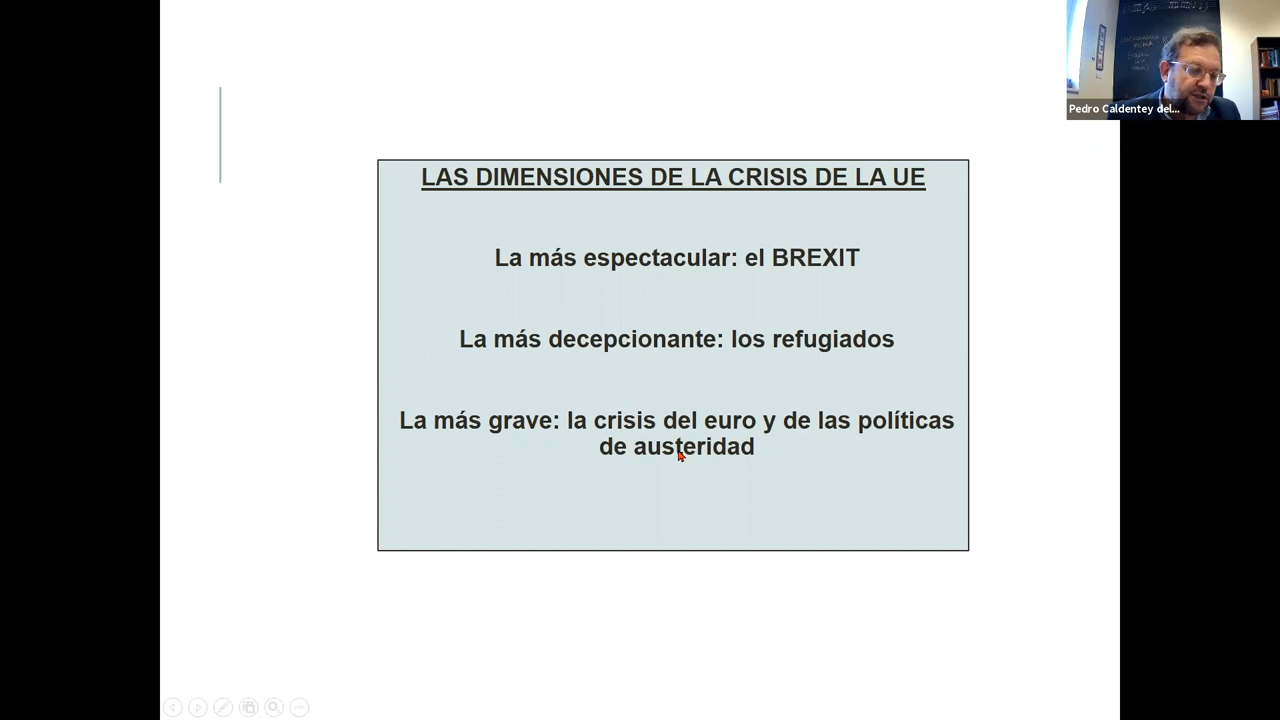 Pedro Caldentey del...
LAS DIMENSIONES DE LA CRISIS DE LA UE
La más espectacular: el BREXIT
La más decepcionante: los refugiados
La más grave: la crisis del euro y de las políticas
de austeridad